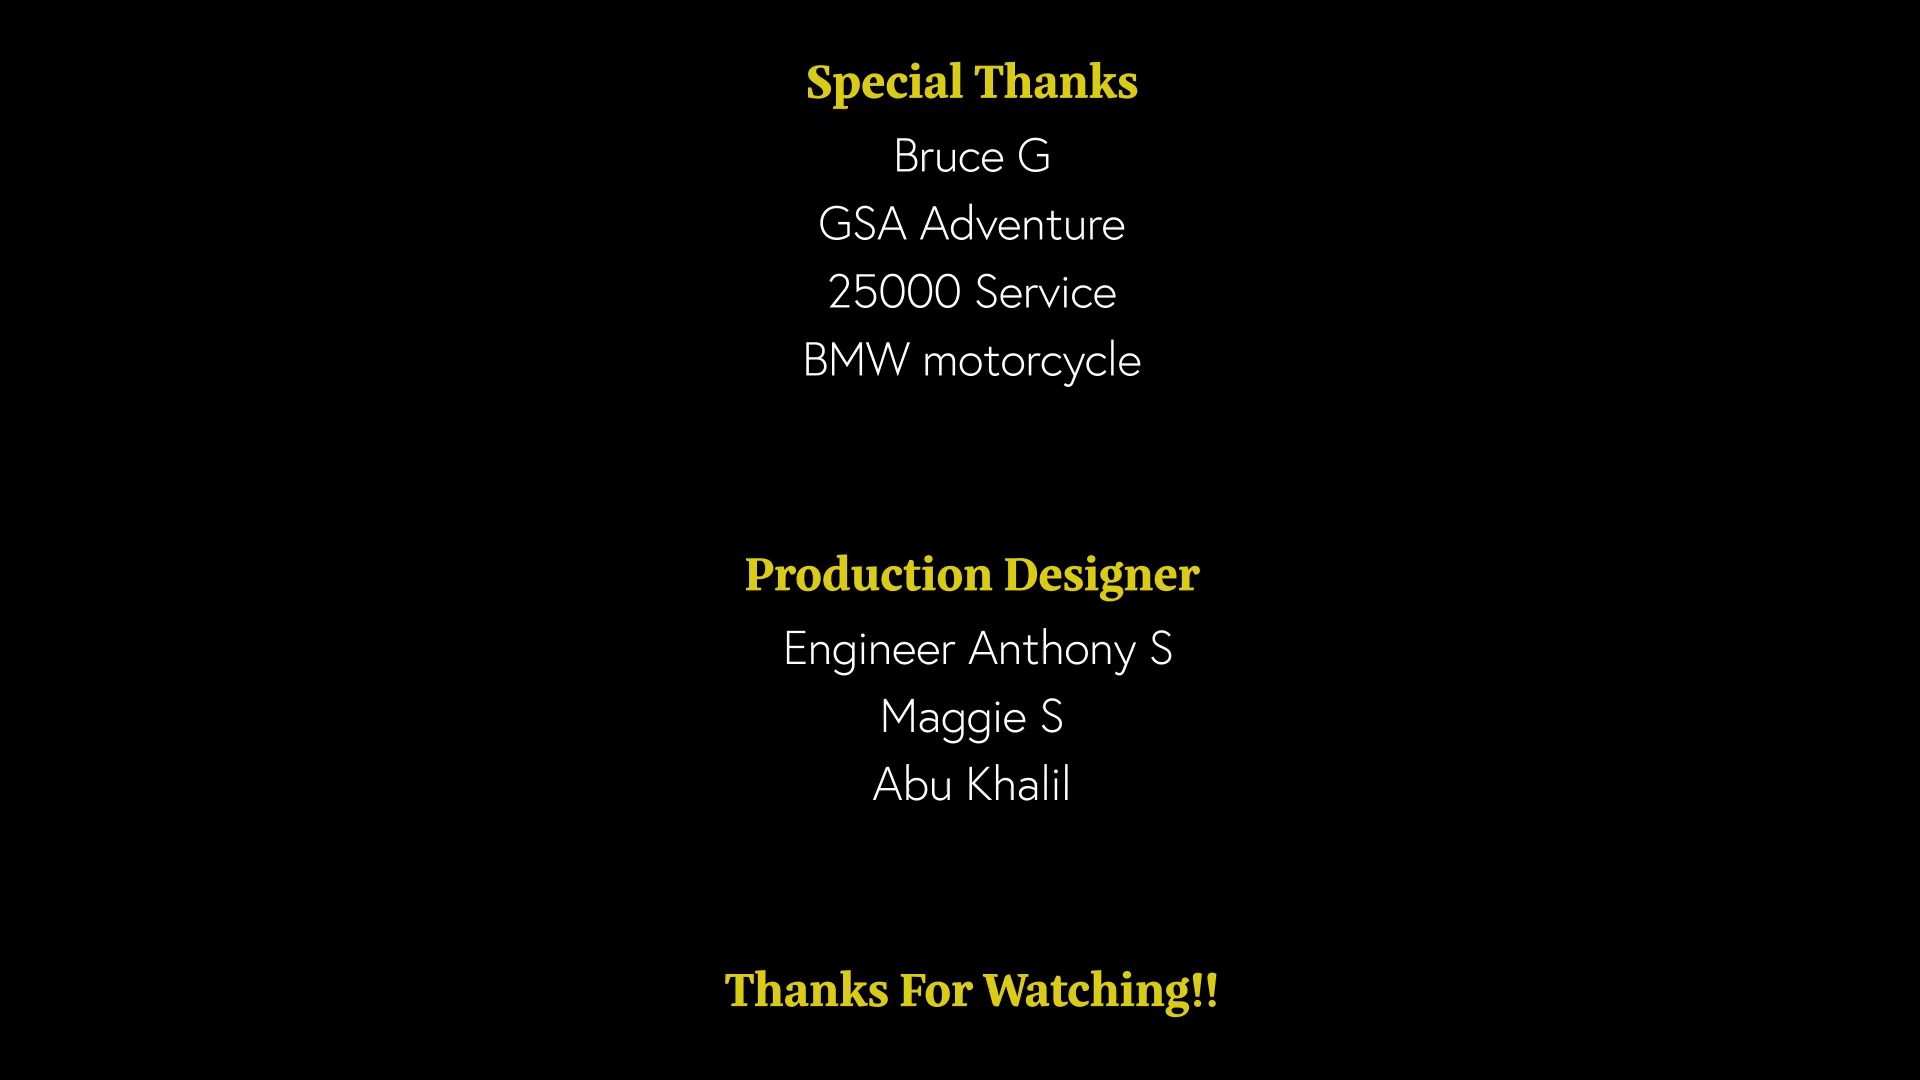 Special Thanks
Bruce G
GSA Adventure
25000 Service
BMW motorcycle
Production Designer
Engineer Anthony S
Maggie S
Abu Khalil
Thanks For Watching!!